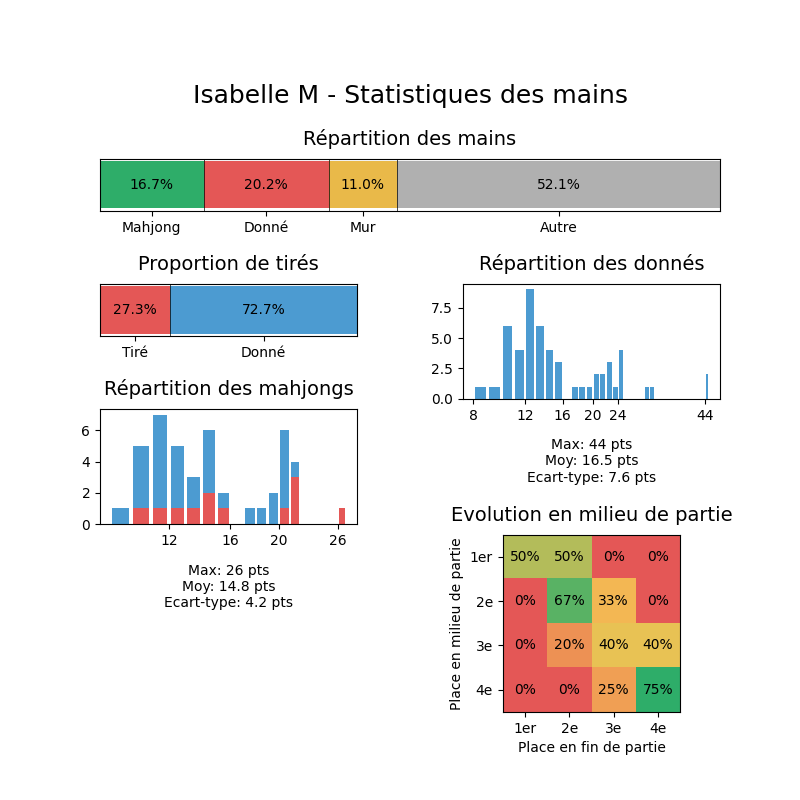 Isabelle M - Statistiques des mains
Répartition des mains
16.7% 20.2% 11.0% 52.1%
Mahjong Donné Mur Autre
Proportion de tirés
27.3% 72.7%
Tiré Donné
Répartition des donnés
7.5
5.0
2.5
0.0
8 12 16 20 24 44
Max: 44 pts
Moy: 16.5 pts
Ecart-type: 7.6 pts
Répartition des mahjongs
6
4
2
0
12 16 20 26
Max: 26 pts
Moy: 14.8 pts
Ecart-type: 4.2 pts
Evolution en milieu de partie
Place en milieu de partie
1er 50% 50% 0% 0%
2e 0% 67% 33% 0%
3e 0% 20% 40% 40%
4e 0% 0% 25% 75%
1er 2e 3e 4e
Place en fin de partie